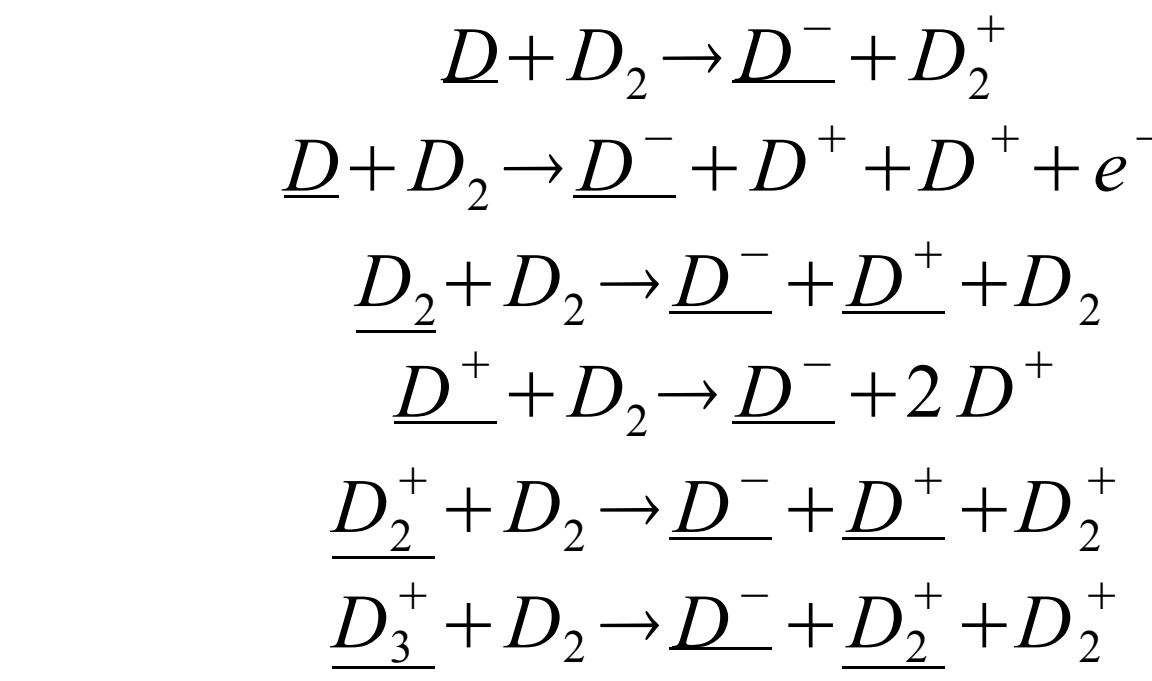 D + D₂ → D⁻ + D₂⁺
D + D₂ → D⁻ + D⁺ + D⁺ + e⁻
D₂ + D₂ → D⁻ + D⁺ + D₂
D⁺ + D₂ → D⁻ + 2 D⁺
D₂⁺ + D₂ → D⁻ + D⁺ + D₂⁺
D₃⁺ + D₂ → D⁻ + D₂⁺ + D₂⁺